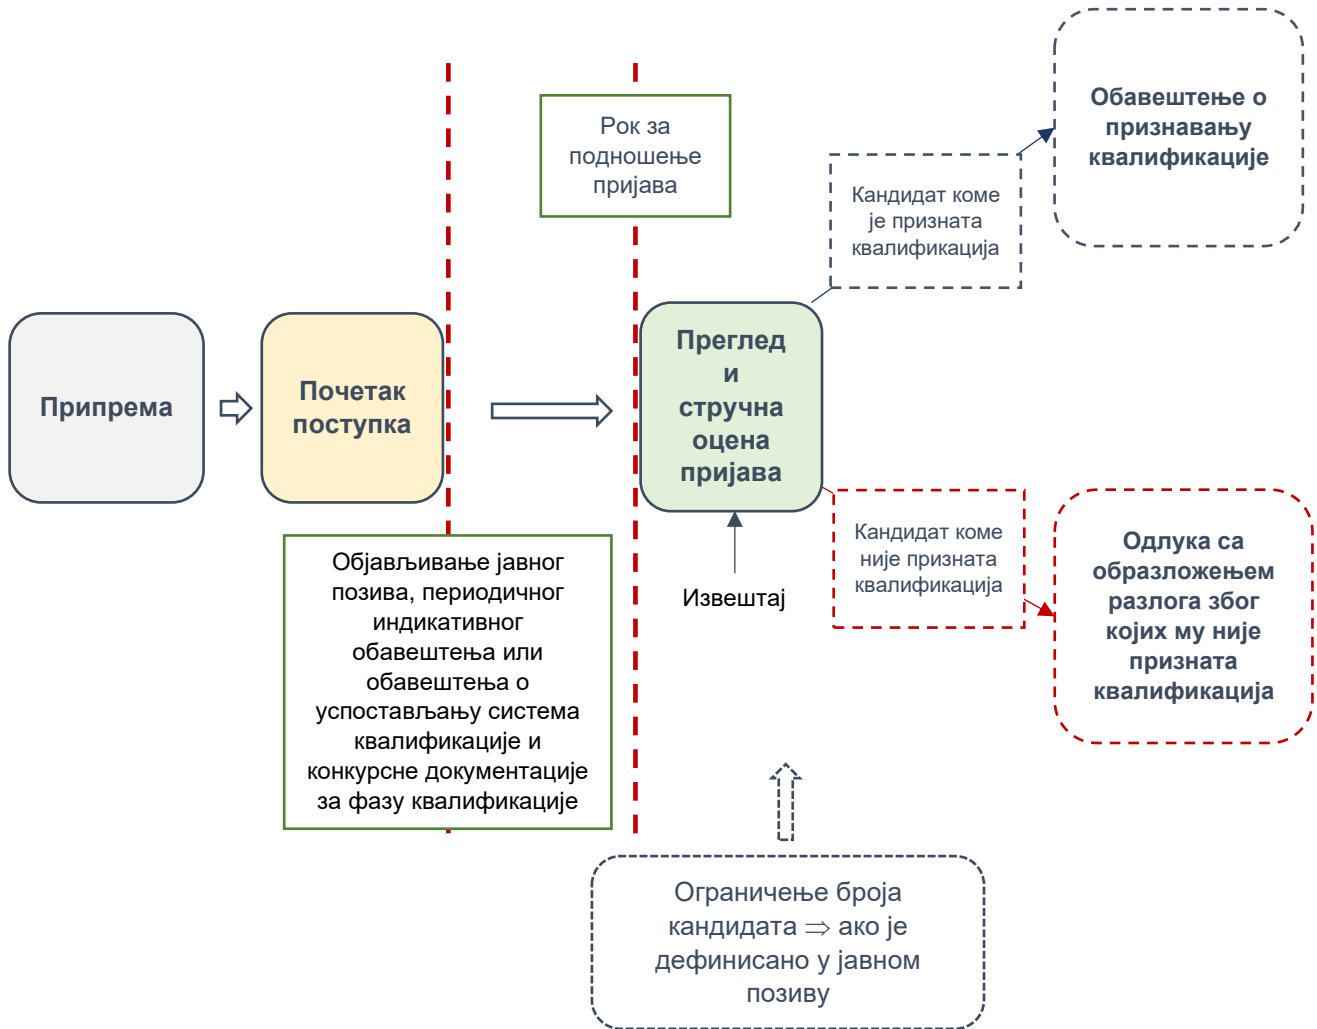 Обавештење о
признавању
квалификације
Рок за
подношење
пријава
Кандидат коме
је призната
квалификација
Припрема
Почетак
поступка
Преглед
и
стручна
оцена
пријава
Објављивање јавног
позива, периодичног
индикативног
обавештења или
обавештења о
успостављању система
квалификације и
конкурсне документације
за фазу квалификације
Извештај
Кандидат коме
није призната
квалификација
Одлука са
образложењем
разлога због
којих му није
призната
квалификација
Ограничење броја
кандидата ⇒ ако је
дефинисано у јавном
позиву